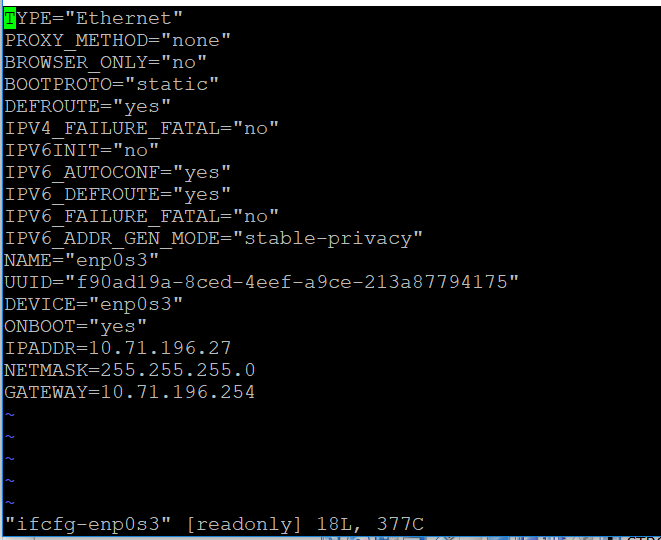 TYPE="Ethernet"
PROXY_METHOD="none"
BROWSER_ONLY="no"
BOOTPROTO="static"
DEFROUTE="yes"
IPV4_FAILURE_FATAL="no"
IPV6INIT="no"
IPV6_AUTOCONF="yes"
IPV6_DEFROUTE="yes"
IPV6_FAILURE_FATAL="no"
IPV6_ADDR_GEN_MODE="stable-privacy"
NAME="enp0s3"
UUID="f90ad19a-8ced-4eef-a9ce-213a87794175"
DEVICE="enp0s3"
ONBOOT="yes"
IPADDR=10.71.196.27
NETMASK=255.255.255.0
GATEWAY=10.71.196.254
~
~
~
~
~
"ifcfg-enp0s3" [readonly] 18L, 377C